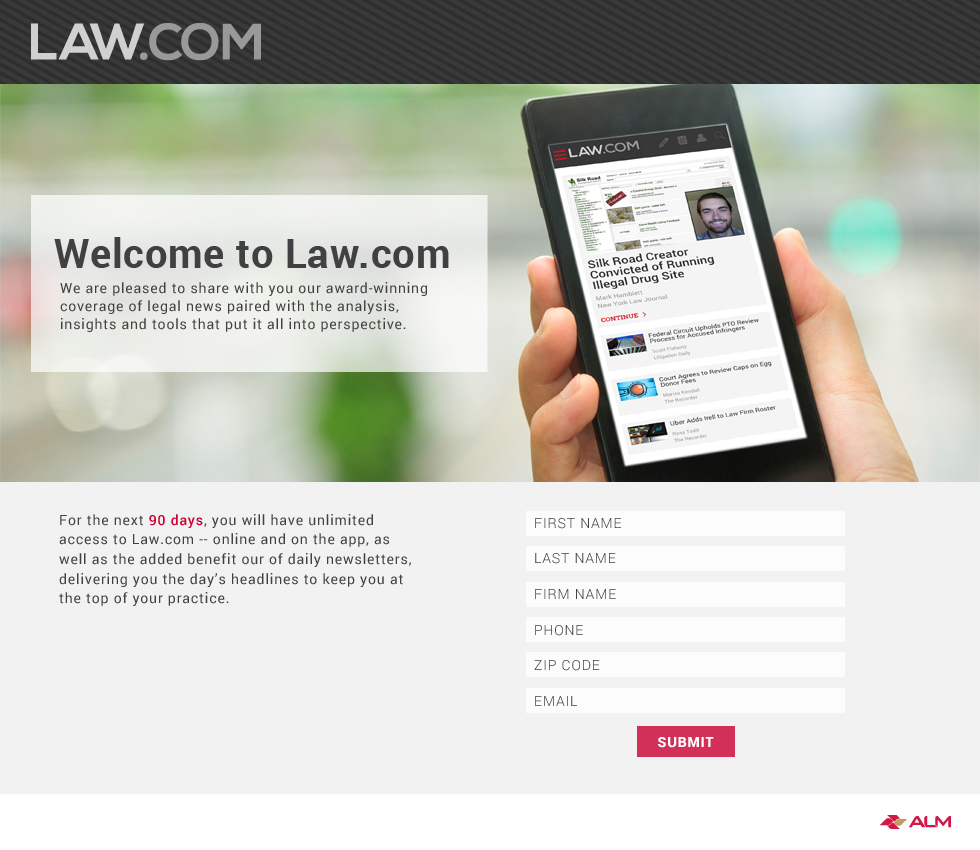 LAW.COM
LAW.COM
Silk Road
Silk Road Creator
Convicted of Running
Illegal Drug Site
Mark Hamblett
New York Law Journal
CONTINUE >
Federal Circuit Upholds PTO Review
Process for Accused Infringers
Scott Flaherty
Litigation Daily
Court Agrees to Review Caps on Egg
Donor Fees
Marisa Kendall
The Recorder
Uber Adds Irell to Law Firm Roster
Ross Todd
The Recorder
Welcome to Law.com
We are pleased to share with you our award-winning
coverage of legal news paired with the analysis,
insights and tools that put it all into perspective.
For the next 90 days, you will have unlimited
access to Law.com -- online and on the app, as
well as the added benefit our of daily newsletters,
delivering you the day's headlines to keep you at
the top of your practice.
FIRST NAME
LAST NAME
FIRM NAME
PHONE
ZIP CODE
EMAIL
SUBMIT
ALM